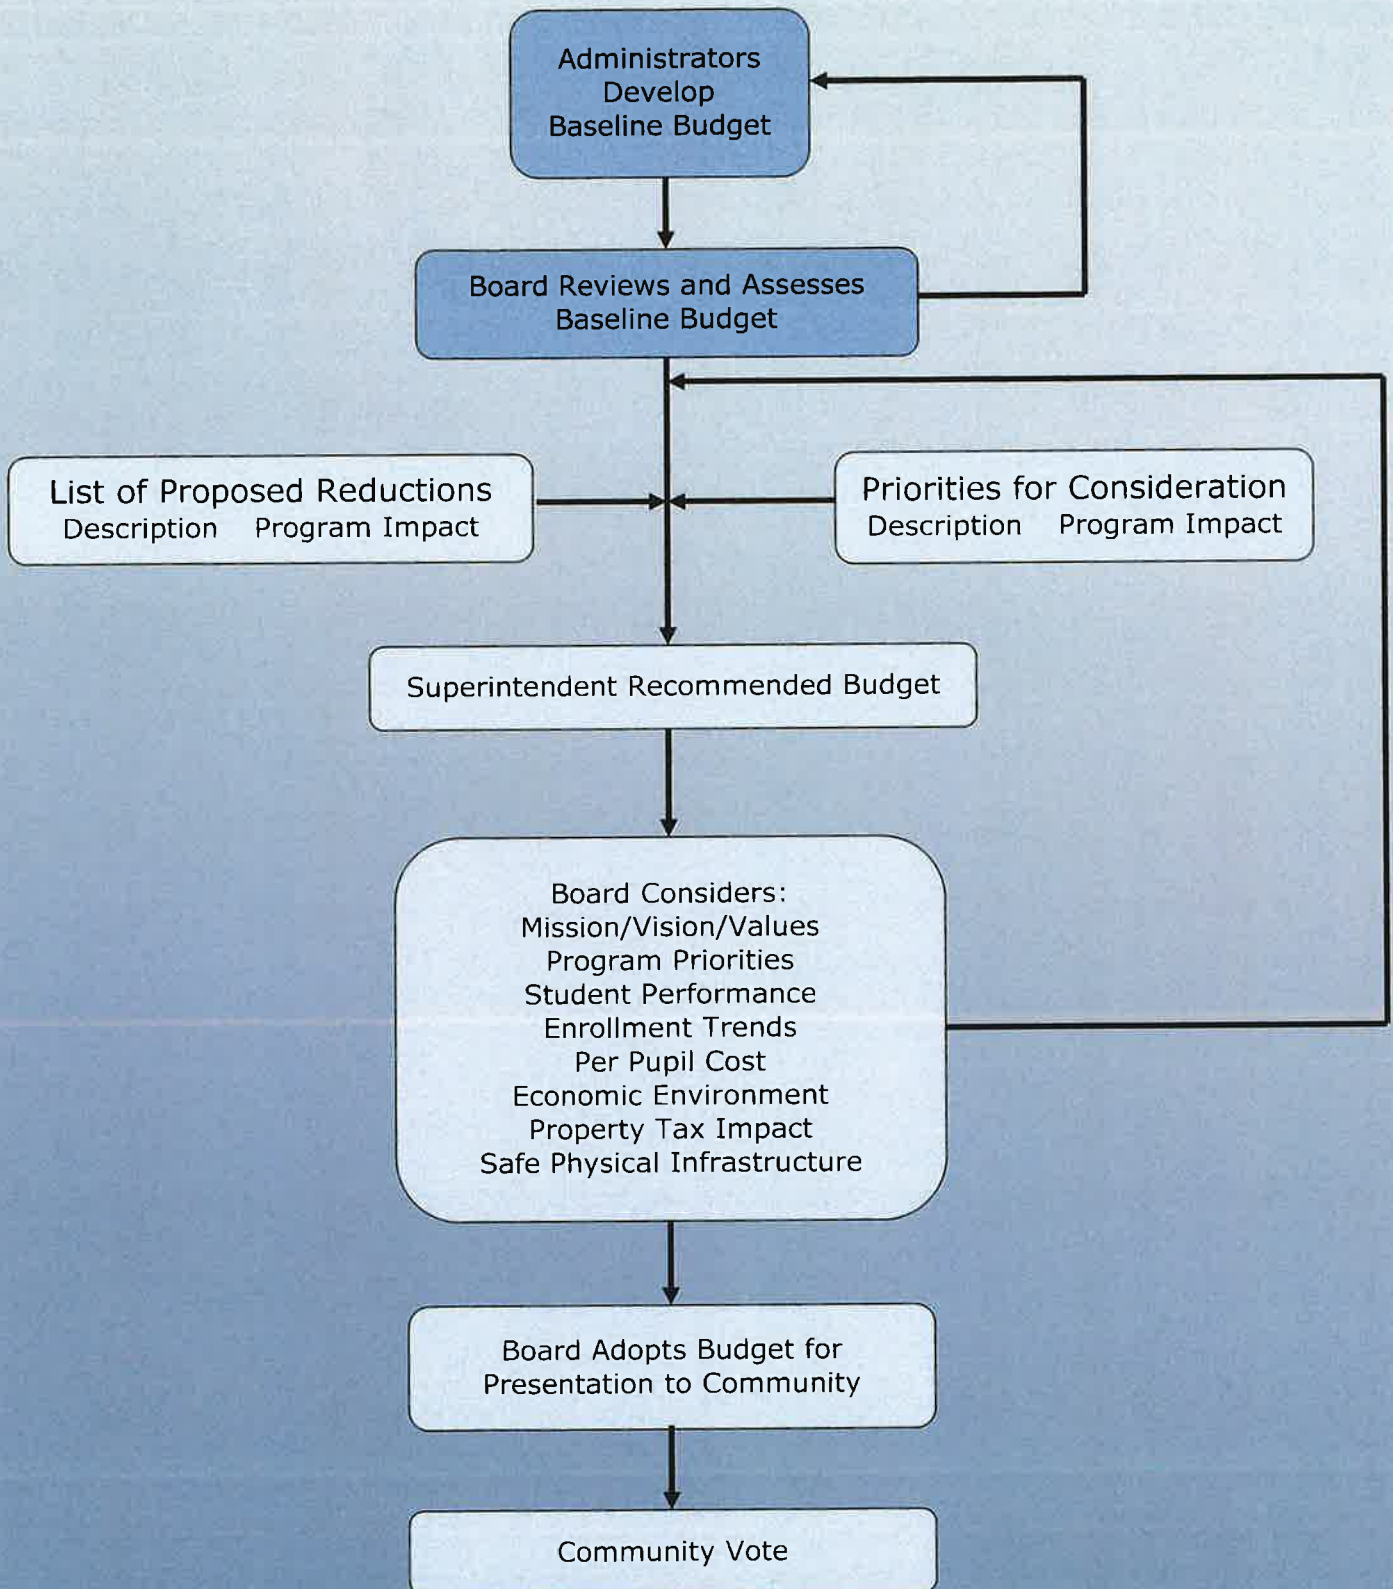 Administrators
Develop
Baseline Budget
Board Reviews and Assesses
Baseline Budget
List of Proposed Reductions
Description Program Impact
Priorities for Consideration
Description Program Impact
Superintendent Recommended Budget
Board Considers:
Mission/Vision/Values
Program Priorities
Student Performance
Enrollment Trends
Per Pupil Cost
Economic Environment
Property Tax Impact
Safe Physical Infrastructure
Board Adopts Budget for
Presentation to Community
Community Vote